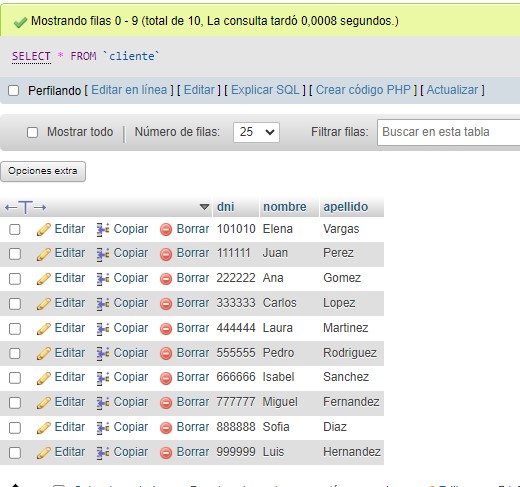 Mostrando filas 0 - 9 (total de 10, La consulta tardó 0,0008 segundos.)
SELECT * FROM `cliente`
Perfilando [ Editar en línea ] [ Editar ] [ Explicar SQL ] [ Crear código PHP ] [ Actualizar ]
Mostrar todo | Número de filas: 25 Filtrar filas: Buscar en esta tabla
Opciones extra
←T→ dni nombre apellido
Editar Copiar Borrar 101010 Elena Vargas
Editar Copiar Borrar 111111 Juan Perez
Editar Copiar Borrar 222222 Ana Gomez
Editar Copiar Borrar 333333 Carlos Lopez
Editar Copiar Borrar 444444 Laura Martinez
Editar Copiar Borrar 555555 Pedro Rodriguez
Editar Copiar Borrar 666666 Isabel Sanchez
Editar Copiar Borrar 777777 Miguel Fernandez
Editar Copiar Borrar 888888 Sofia Diaz
Editar Copiar Borrar 999999 Luis Hernandez